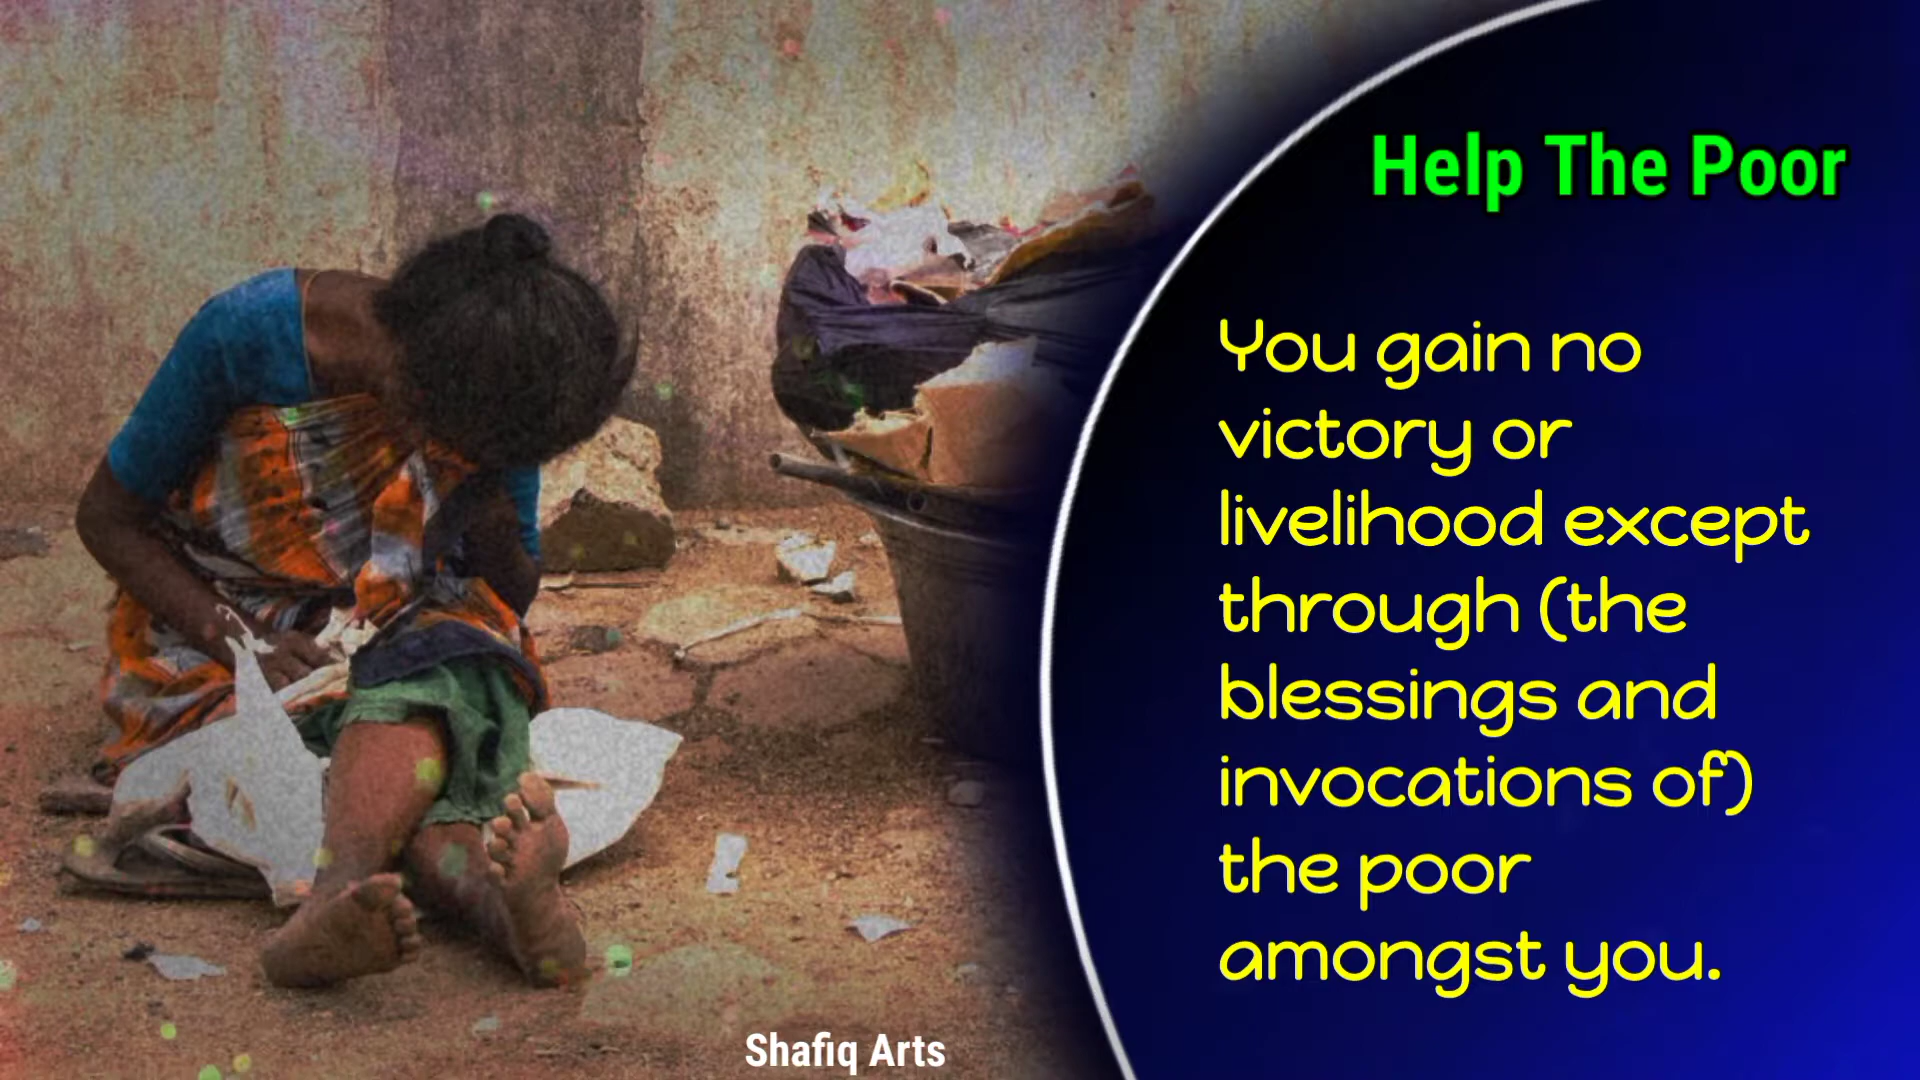 Help The Poor
You gain no
victory or
livelihood except
through (the
blessings and
invocations of)
the poor
amongst you.
Shafiq Arts